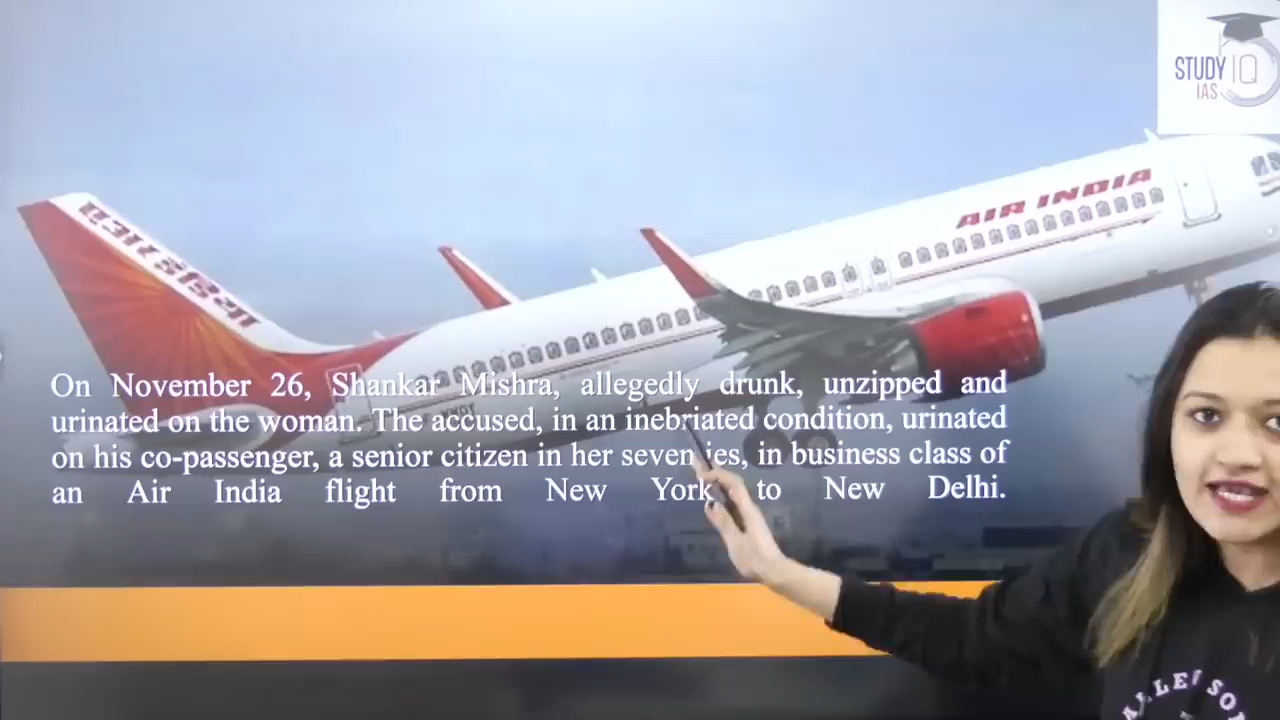 STUDY IQ
IAS
AIR INDIA
एअर इंडिया
On November 26, Shankar Mishra, allegedly drunk, unzipped and
urinated on the woman. The accused, in an inebriated condition, urinated
on his co-passenger, a senior citizen in her seventies, in business class of
an Air India flight from New York to New Delhi.